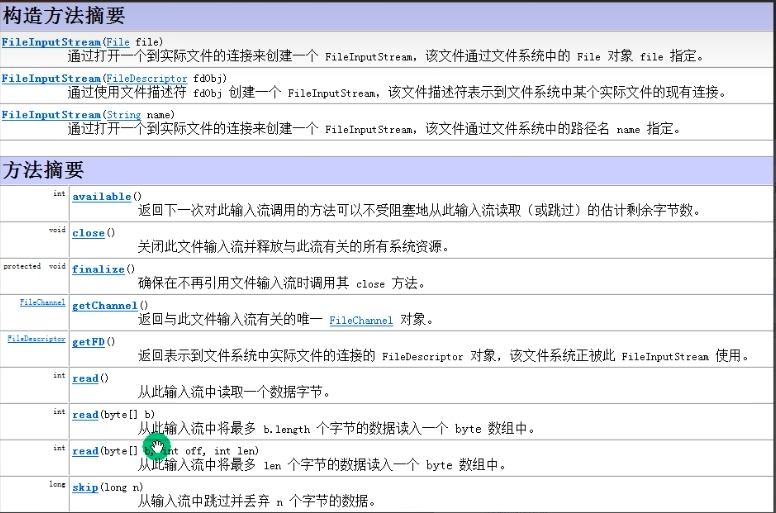 构造方法摘要
FileInputStream(File file)
通过打开一个到实际文件的连接来创建一个 FileInputStream，该文件通过文件系统中的 File 对象 file 指定。
FileInputStream(FileDescriptor fdObj)
通过使用文件描述符 fdObj 创建一个 FileInputStream，该文件描述符表示到文件系统中某个实际文件的现有连接。
FileInputStream(String name)
通过打开一个到实际文件的连接来创建一个 FileInputStream，该文件通过文件系统中的路径名 name 指定。
方法摘要
int available()
返回下一次对此输入流调用的方法可以不受阻塞地从此输入流读取（或跳过）的估计剩余字节数。
void close()
关闭此文件输入流并释放与此流有关的所有系统资源。
protected void finalize()
确保在不再引用文件输入流时调用其 close 方法。
FileChannel getChannel()
返回与此文件输入流有关的唯一 FileChannel 对象。
FileDescriptor getFD()
返回表示到文件系统中实际文件的连接的 FileDescriptor 对象，该文件系统正被此 FileInputStream 使用。
int read()
从此输入流中读取一个数据字节。
int read(byte[] b)
从此输入流中将最多 b.length 个字节的数据读入一个 byte 数组中。
int read(byte[] b, int off, int len)
从此输入流中将最多 len 个字节的数据读入一个 byte 数组中。
long skip(long n)
从输入流中跳过并丢弃 n 个字节的数据。